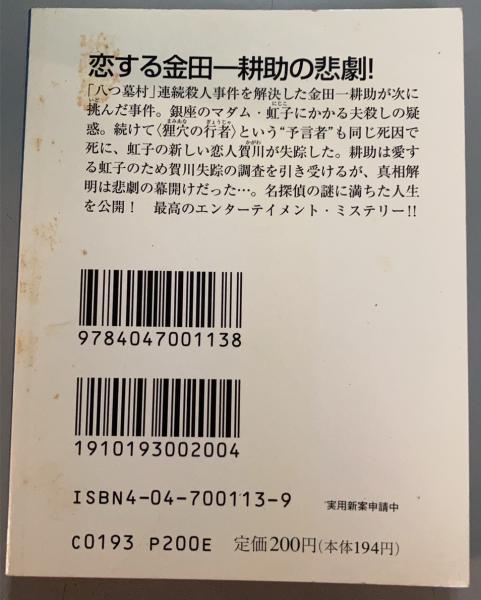 恋する金田一耕助の悲劇!
「八つ墓村」連続殺人事件を解決した金田一耕助が次に
挑んだ事件。銀座のマダム・虹子にかかる夫殺しの疑
惑。続けて〈狸穴の行者〉という“予言者”も同じ死因で
死に、虹子の新しい恋人賀川が失踪した。耕助は愛す
る虹子のため賀川失踪の調査を引き受けるが、真相解
明は悲劇の幕開けだった…。名探偵の謎に満ちた人生
を公開! 最高のエンターテイメント・ミステリー!!
9784047001138
1910193002004
ISBN4-04-700113-9
実用新案申請中
C0193 P200E 定価200円(本体194円)